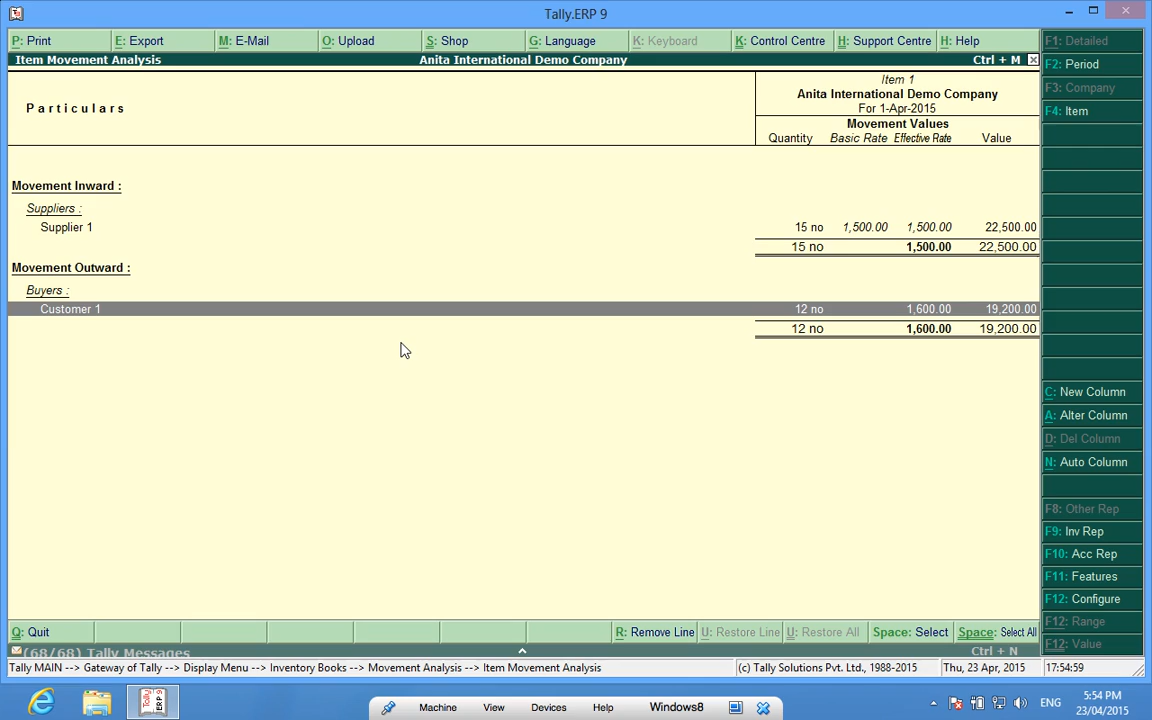 Tally.ERP 9
P: Print E: Export M: E-Mail O: Upload S: Shop G: Language K: Keyboard K: Control Centre H: Support Centre H: Help
F1: Detailed
Item Movement Analysis Anita International Demo Company Ctrl + M
F2: Period
F3: Company
F4: Item
Particulars
Item 1
Anita International Demo Company
For 1-Apr-2015
Movement Values
Quantity Basic Rate Effective Rate Value
Movement Inward :
Suppliers :
Supplier 1 15 no 1,500.00 1,500.00 22,500.00
15 no 1,500.00 22,500.00
Movement Outward :
Buyers :
Customer 1 12 no 1,600.00 19,200.00
12 no 1,600.00 19,200.00
C: New Column
A: Alter Column
D: Del Column
N: Auto Column
F8: Other Rep
F9: Inv Rep
F10: Acc Rep
F11: Features
F12: Configure
F12: Range
F12: Value
Q: Quit R: Remove Line U: Restore Line U: Restore All Space: Select Space: Select All
(68/68) Tally Messages Ctrl + N
Tally MAIN --> Gateway of Tally --> Display Menu --> Inventory Books --> Movement Analysis --> Item Movement Analysis (c) Tally Solutions Pvt. Ltd., 1988-2015 Thu, 23 Apr, 2015 17:54:59
Tally ERP 9
Machine View Devices Help Windows8
ENG
5:54 PM
23/04/2015